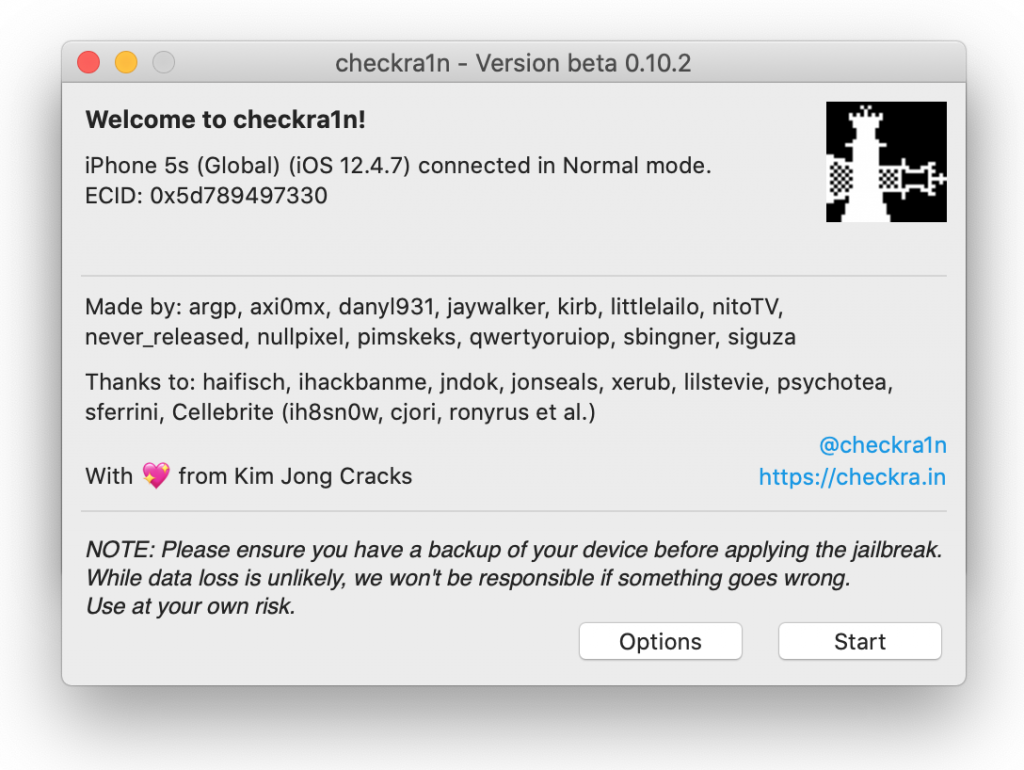 checkra1n - Version beta 0.10.2
Welcome to checkra1n!
iPhone 5s (Global) (iOS 12.4.7) connected in Normal mode.
ECID: 0x5d789497330
Made by: argp, axi0mx, danyl931, jaywalker, kirb, littlelailo, nitoTV,
never_released, nullpixel, pimskeks, qwertyoruiop, sbingner, siguza
Thanks to: haifisch, ihackbanme, jndok, jonseals, xerub, lilstevie, psychotea,
sferrini, Cellebrite (ih8sn0w, cjori, ronyrus et al.)
@checkra1n
With 💖 from Kim Jong Cracks
https://checkra.in
NOTE: Please ensure you have a backup of your device before applying the jailbreak.
While data loss is unlikely, we won't be responsible if something goes wrong.
Use at your own risk.
Options
Start